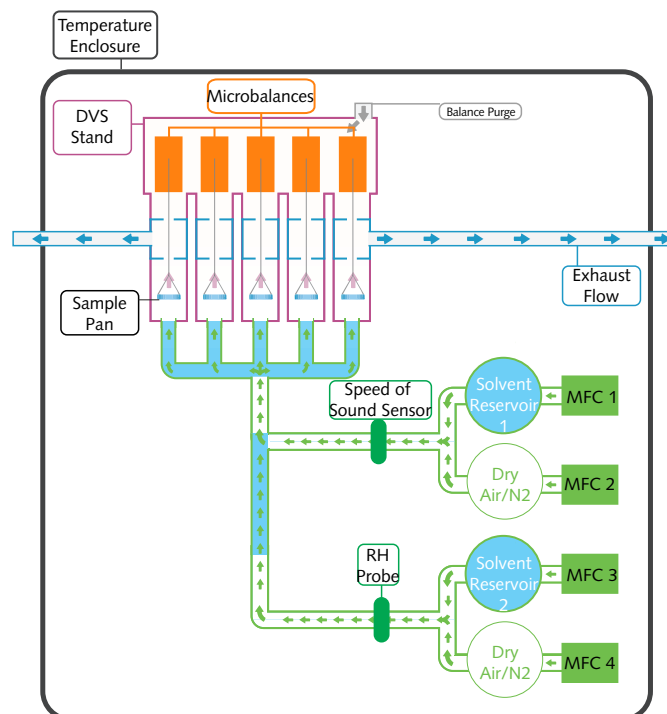 Temperature
Enclosure
Microbalances
DVS
Stand
Balance Purge
Exhaust
Flow
Sample
Pan
Speed of
Sound Sensor
Solvent
Reservoir
1
MFC 1
Dry
Air/N2
MFC 2
RH
Probe
Solvent
Reservoir
2
MFC 3
Dry
Air/N2
MFC 4